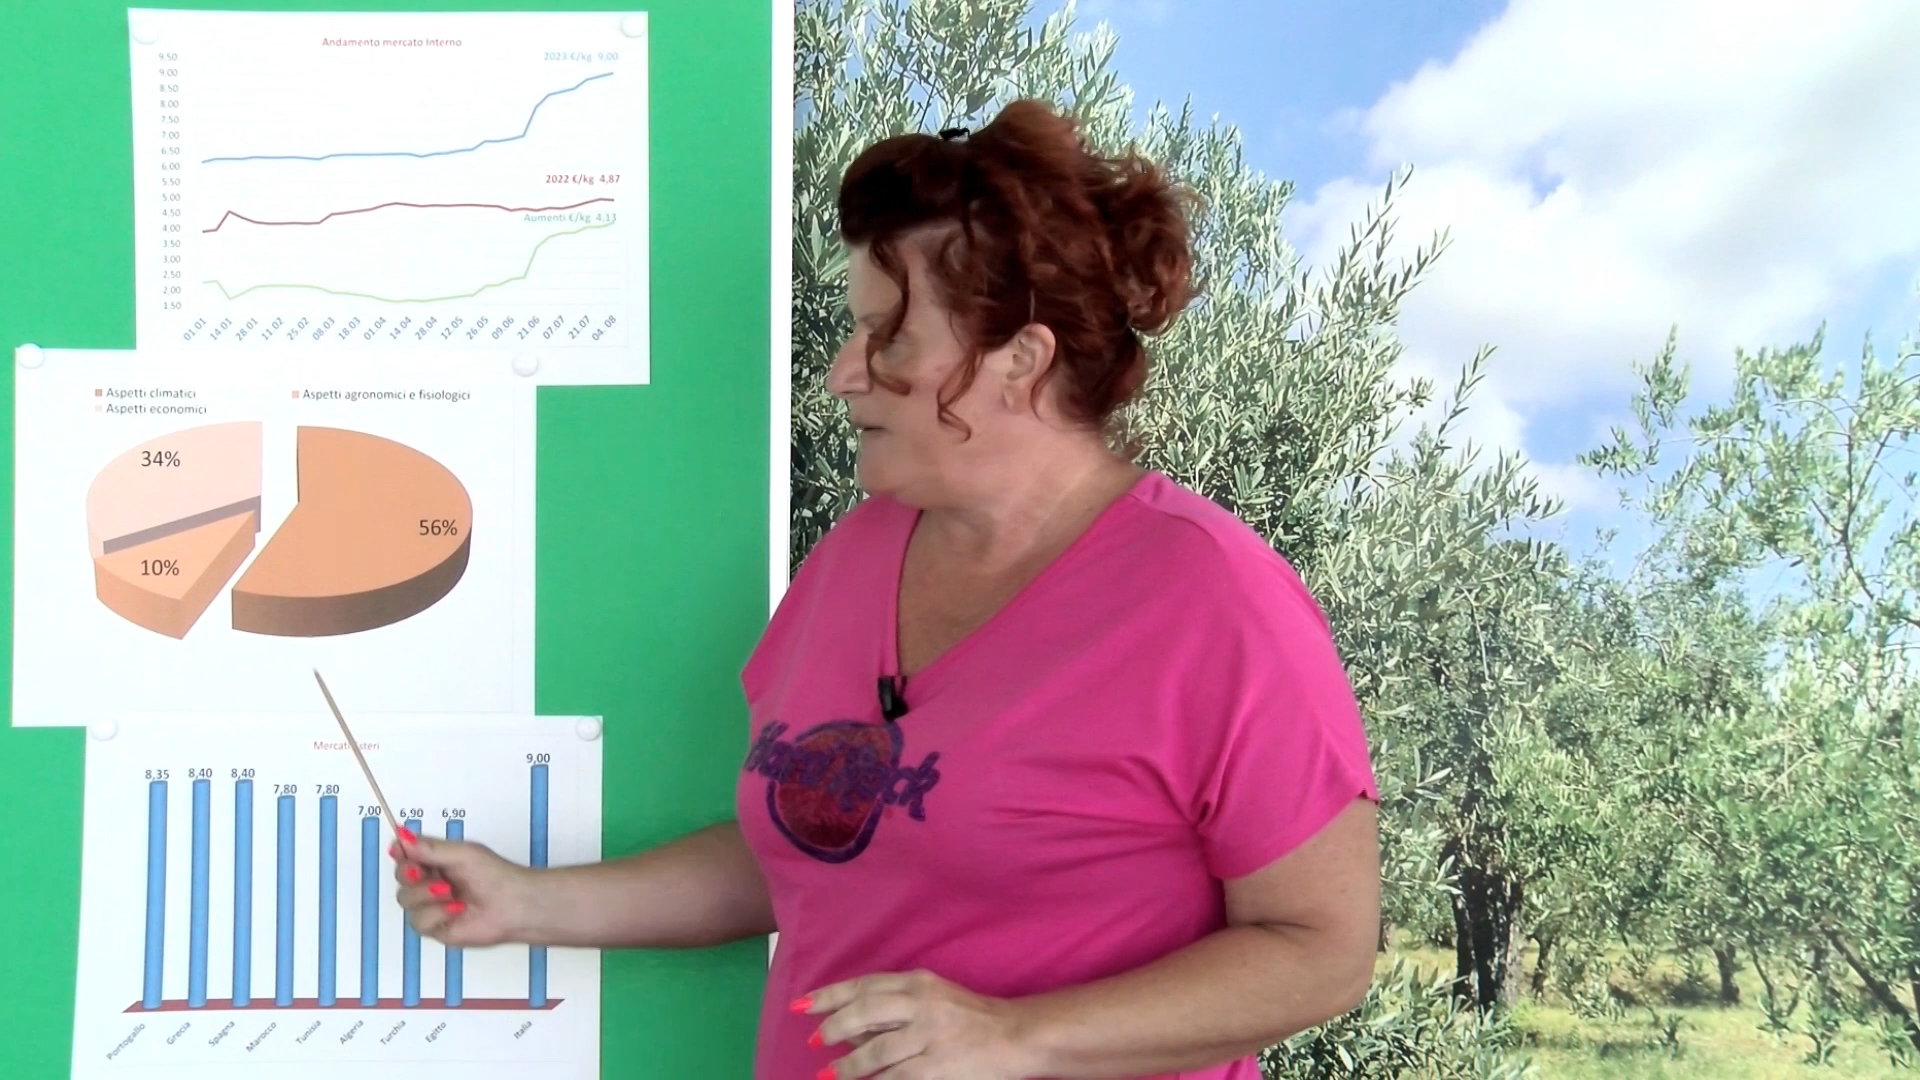 Andamento mercato Interno
2023 €/kg 9,00
2022 €/kg 4,87
Aumenti €/kg 4,13
9.50
9.00
8.50
8.00
7.50
7.00
6.50
6.00
5.50
5.00
4.50
4.00
3.50
3.00
2.50
2,00
1.50
01.01
14.01
28.01
11.02
25.02
08.03
18.03
01.04
14.04
28.04
12.05
26.05
09.06
21.06
07.07
21.07
04.08
Aspetti climatici
Aspetti agronomici e fisiologici
Aspetti economici
34%
56%
10%
Mercati esteri
8,35
8,40
8,40
7,80
7,80
7,00
6,90
6,90
9,00
Portogallo
Grecia
Spagna
Marocco
Tunisia
Algeria
Turchia
Egitto
Italia
Hard Rock